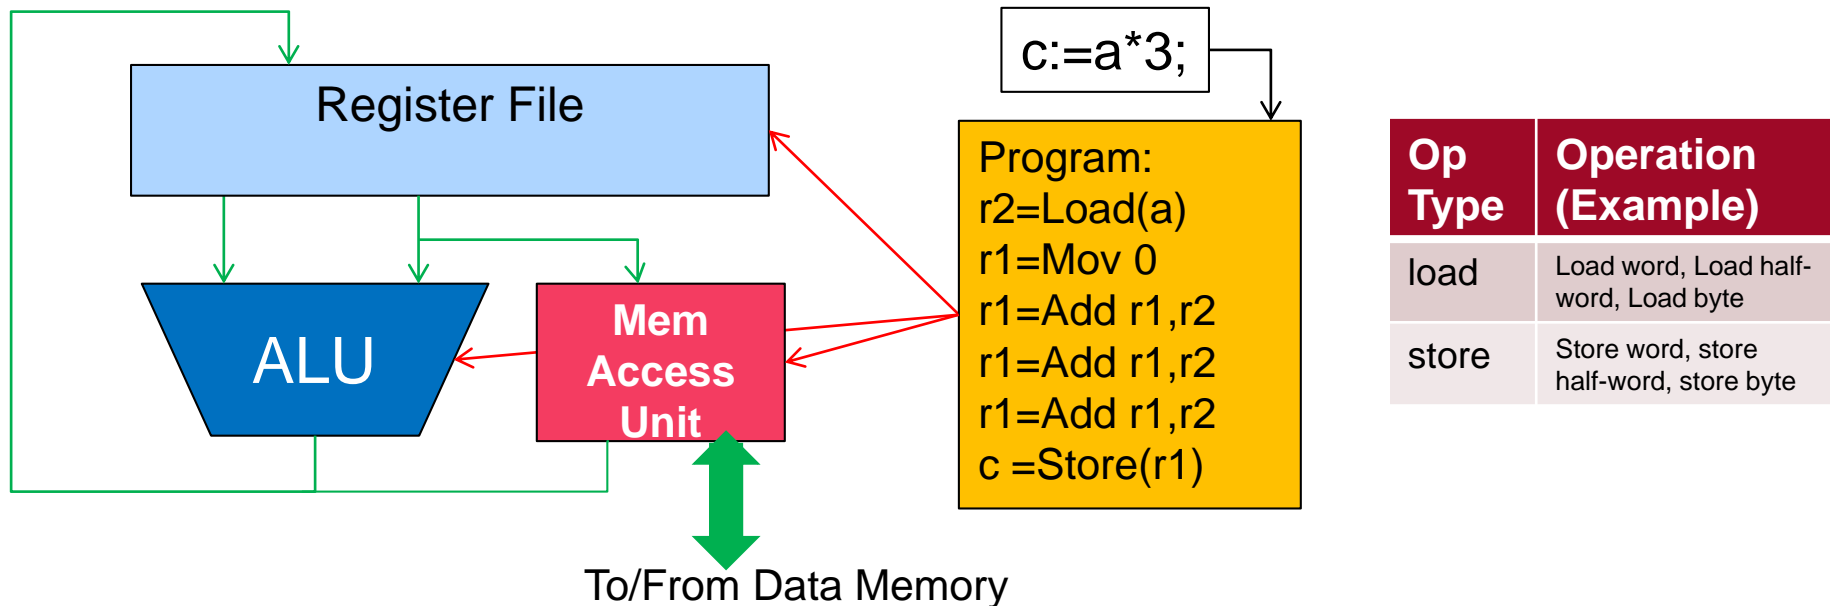 c:=a*3;
Register File
Program:
r2=Load(a)
r1=Mov 0
r1=Add r1,r2
r1=Add r1,r2
r1=Add r1,r2
c =Store(r1)
ALU
Mem
Access
Unit
To/From Data Memory
Op
Type
Operation
(Example)
load
Load word, Load half-
word, Load byte
store
Store word, store
half-word, store byte